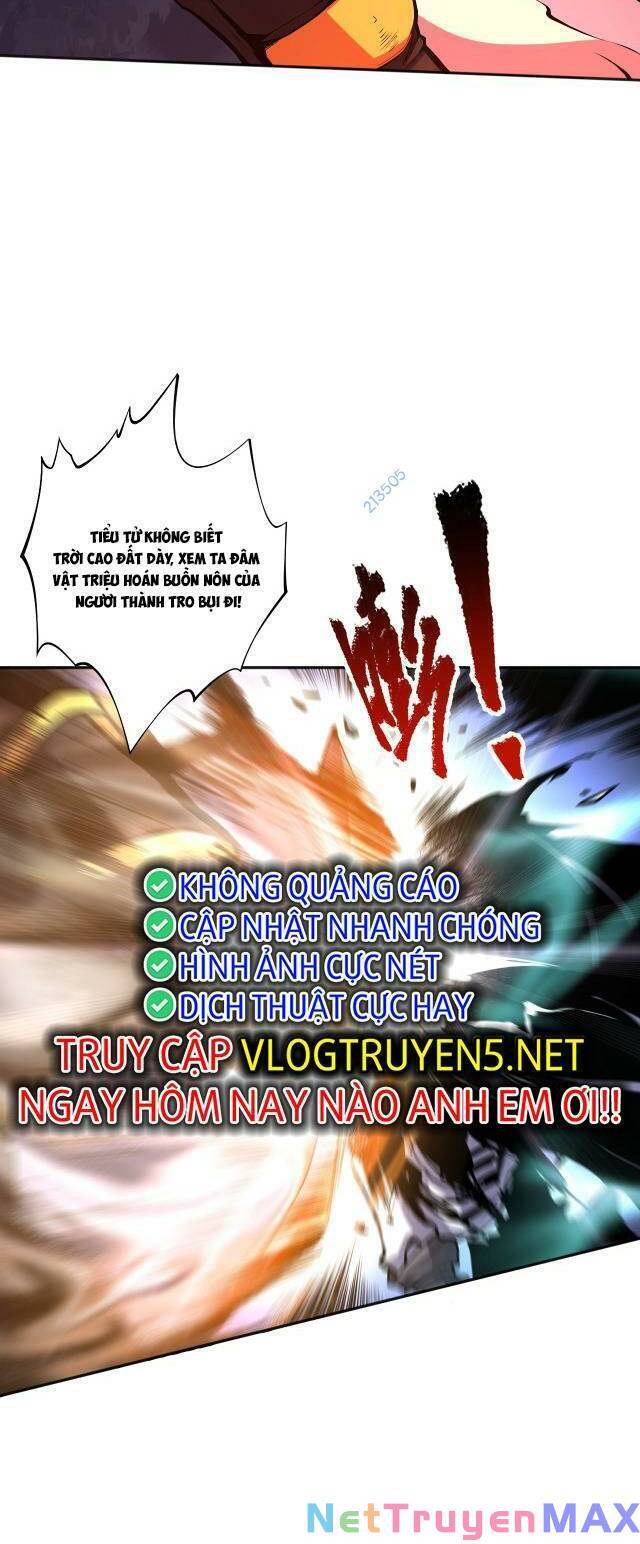 213505
TIỂU TỬ KHÔNG BIẾT
TRỜI CAO ĐẤT DÀY, XEM TA ĐÂM
VẬT TRIỆU HOÁN BUỒN NÔN CỦA
NGƯƠI THÀNH TRO BỤI ĐI!
KHÔNG QUẢNG CÁO
CẬP NHẬT NHANH CHÓNG
HÌNH ẢNH CỰC NÉT
DỊCH THUẬT CỰC HAY
TRUY CẬP VLOGTRUYEN5.NET
NGAY HÔM NAY NÀO ANH EM ƠI!!
NetTruyenMAX